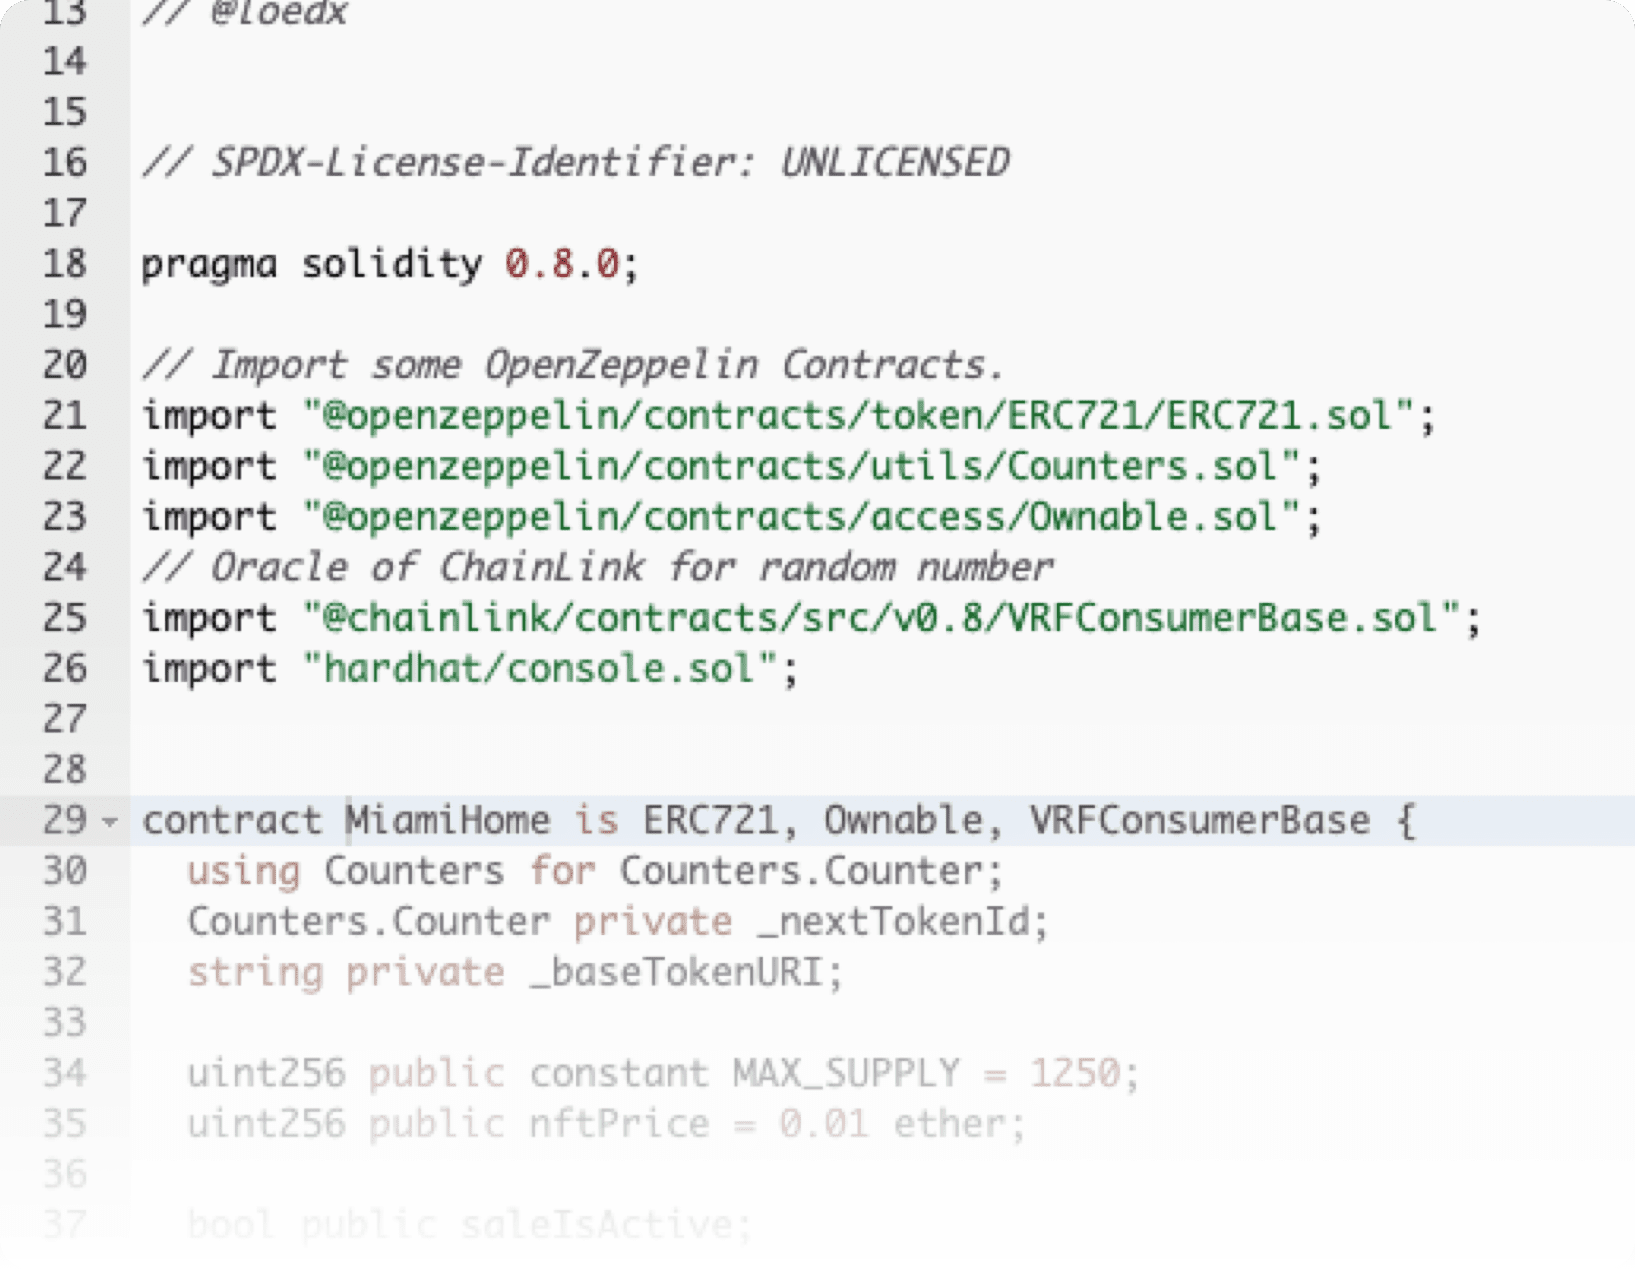 13 // @loedx
14
15
16 // SPDX-License-Identifier: UNLICENSED
17
18 pragma solidity 0.8.0;
19
20 // Import some OpenZeppelin Contracts.
21 import "@openzeppelin/contracts/token/ERC721/ERC721.sol";
22 import "@openzeppelin/contracts/utils/Counters.sol";
23 import "@openzeppelin/contracts/access/Ownable.sol";
24 // Oracle of ChainLink for random number
25 import "@chainlink/contracts/src/v0.8/VRFConsumerBase.sol";
26 import "hardhat/console.sol";
27
28
29 contract MiamiHome is ERC721, Ownable, VRFConsumerBase {
30 using Counters for Counters.Counter;
31 Counters.Counter private _nextTokenId;
32 string private _baseTokenURI;
33
34 uint256 public constant MAX_SUPPLY = 1250;
35 uint256 public nftPrice = 0.01 ether;
36
37 bool public saleIsActive;